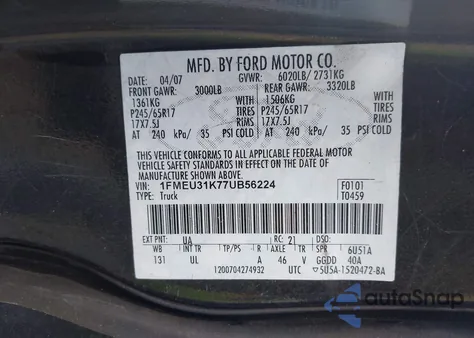 MFD. BY FORD MOTOR CO.
04/07 GVWR: 6020LB/ 2731KG
FRONT GAWR: 3000LB REAR GAWR: 3320LB
1361KG 1506KG
P245/65R17 TIRES P245/65R17 TIRES
17X7.5J RIMS 17X7.5J RIMS
AT 240 kPa/ 35 PSI COLD AT 240 kPa/ 35 PSI COLD
THIS VEHICLE CONFORMS TO ALL APPLICABLE FEDERAL MOTOR
VEHICLE SAFETY STANDARDS IN EFFECT ON THE DATE OF
MANUFACTURE SHOWN ABOVE.
VIN: 1FMEU31K77UB56224 F0101
TYPE: Truck T0459
EXT PNT: UA RC: 21 DSO:
WB INT TR TP/PS R AXLE TR SPR 6U51A
131 UL A 46 V GGDD 40A
1200704274932 UTC 5U5A-1520472-BA
autoSnap